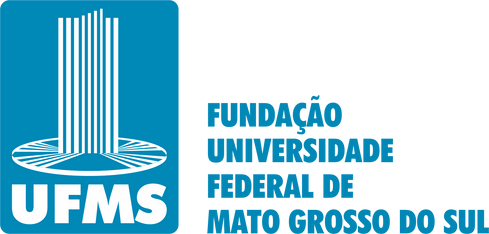 UFMS
FUNDAÇÃO
UNIVERSIDADE
FEDERAL DE
MATO GROSSO DO SUL